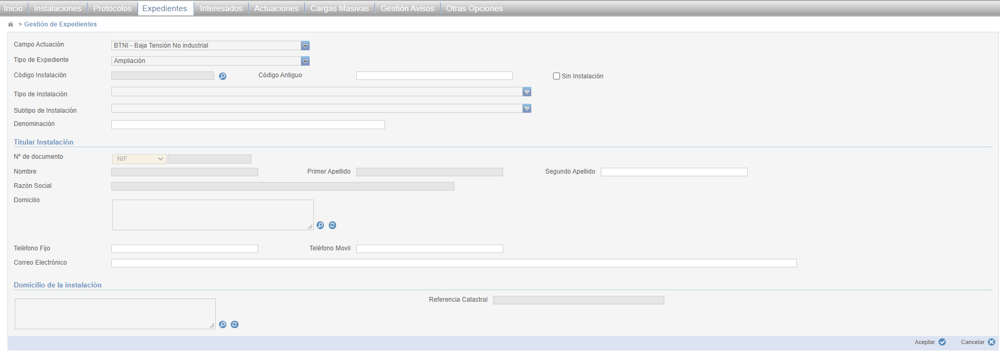 Inicio Instalaciones Protocolos Expedientes Interesados Actuaciones Cargas Masivas Gestión Avisos Otras Opciones
> Gestión de Expedientes
Campo Actuación BTNI - Baja Tensión No industrial
Tipo de Expediente Ampliación
Código Instalación Código Antiguo Sin Instalación
Tipo de Instalación
Subtipo de Instalación
Denominación
Titular Instalación
Nº de documento NIF
Nombre Primer Apellido Segundo Apellido
Razón Social
Domicilio
Teléfono Fijo Teléfono Movil
Correo Electrónico
Domicilio de la instalación
Referencia Catastral
Aceptar Cancelar